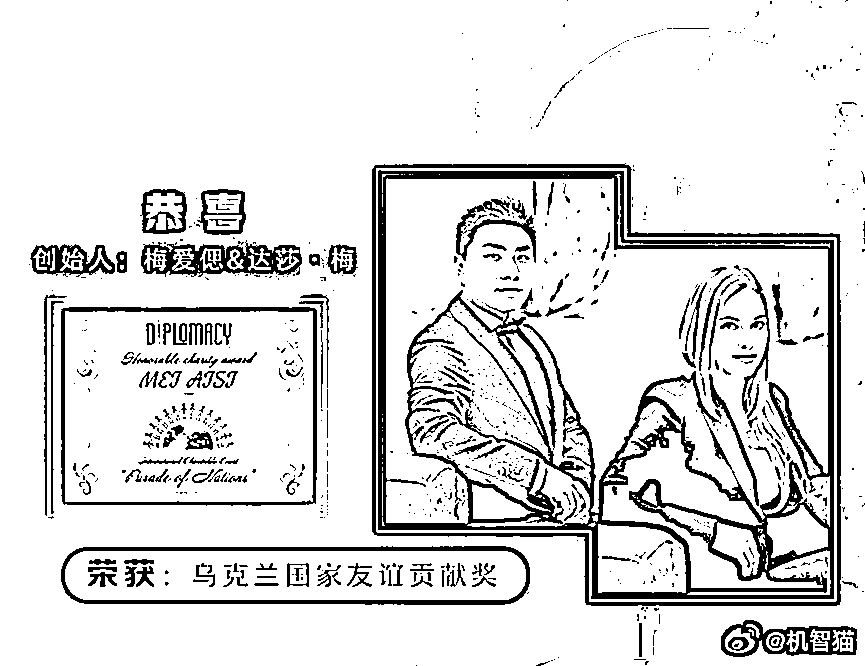 恭喜
创始人：梅爱偲&达莎·梅
DIPLOMACY
Honorable charity award
MEI AISI
International Charitable Event
"Parade of Nations"
荣获：乌克兰国家友谊贡献奖
@机智猫